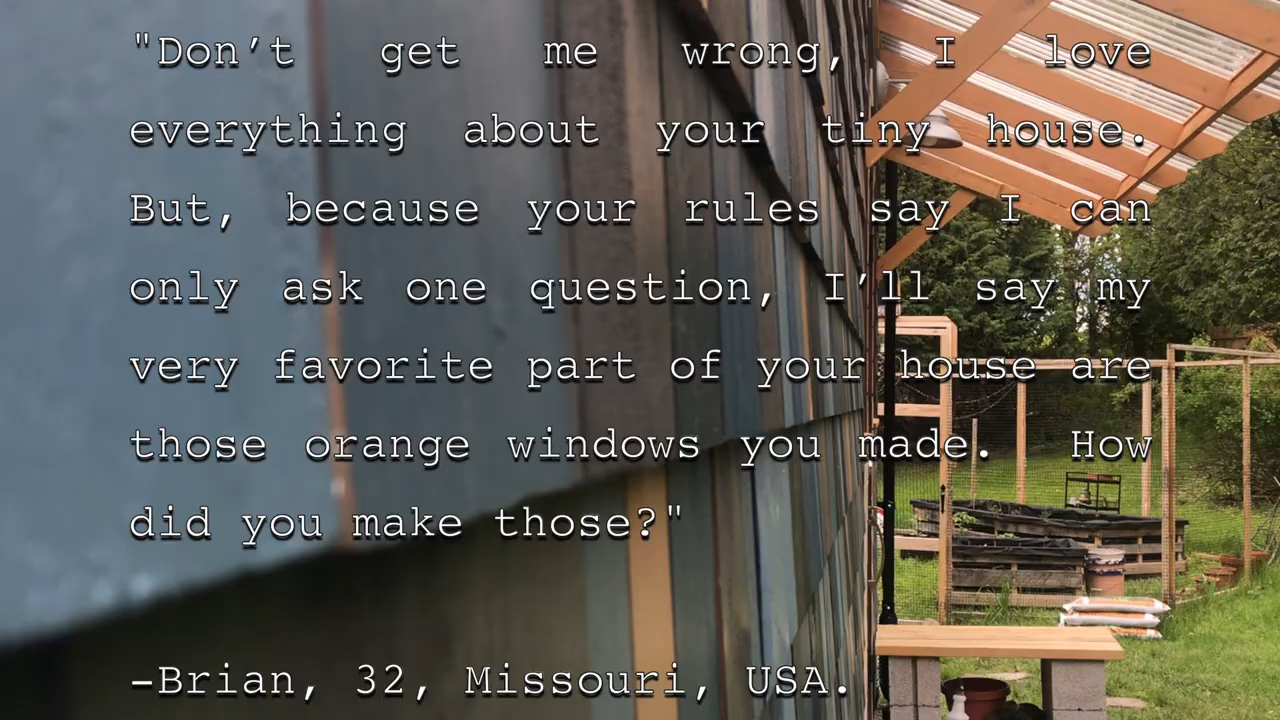 "Don’t get me wrong, I love
everything about your tiny house.
But, because your rules say I can
only ask one question, I’ll say my
very favorite part of your house are
those orange windows you made. How
did you make those?"
–Brian, 32, Missouri, USA.